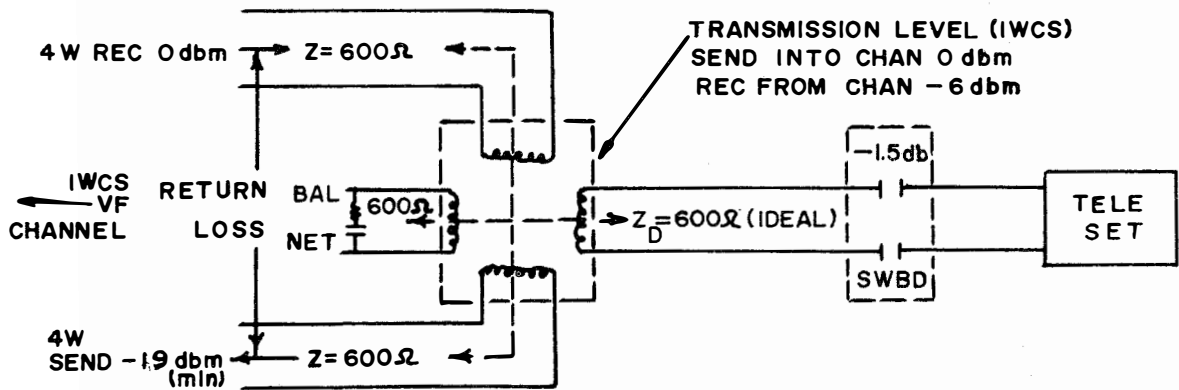 4W REC 0 dbm
Z=600Ω
TRANSMISSION LEVEL (IWCS)
SEND INTO CHAN 0 dbm
REC FROM CHAN -6 dbm
-1.5db
IWCS
VF
CHANNEL
RETURN
LOSS
BAL
NET
600Ω
Z_D=600Ω (IDEAL)
TELE
SET
SWBD
4W
SEND -19 dbm
(min)
Z=600Ω